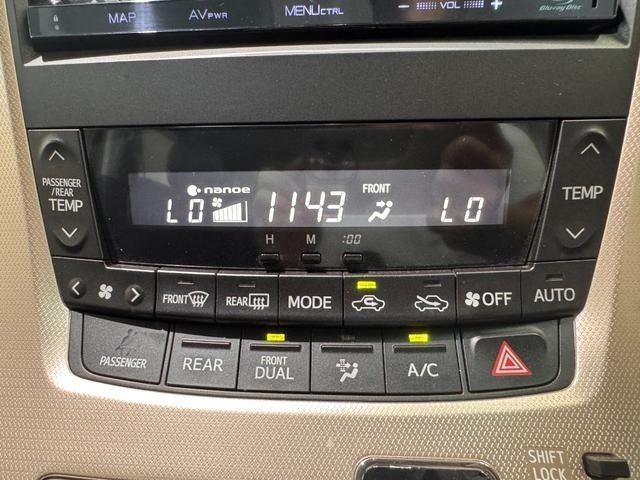 MAP AV PWR MENU CTRL − VOL +
Blu-ray Disc
PASSENGER
/REAR
TEMP
nanoe FRONT
LO 1143 LO
H M :00
TEMP
FRONT REAR MODE OFF AUTO
PASSENGER REAR FRONT
DUAL A/C
SHIFT
LOCK